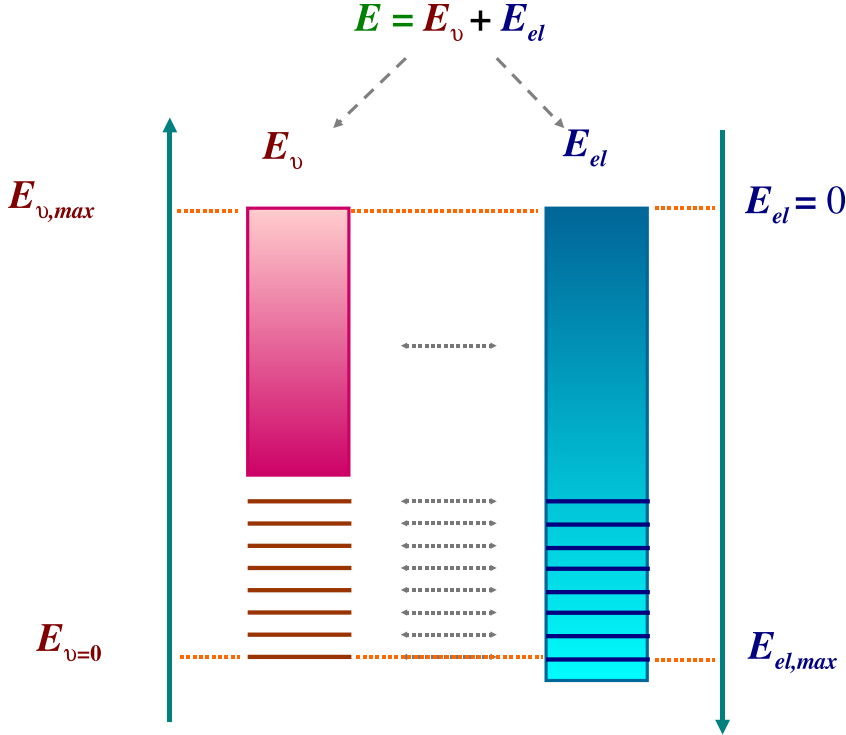 E = Eυ + Eel
Eυ
Eel
Eυ,max
Eel = 0
Eυ=0
Eel,max